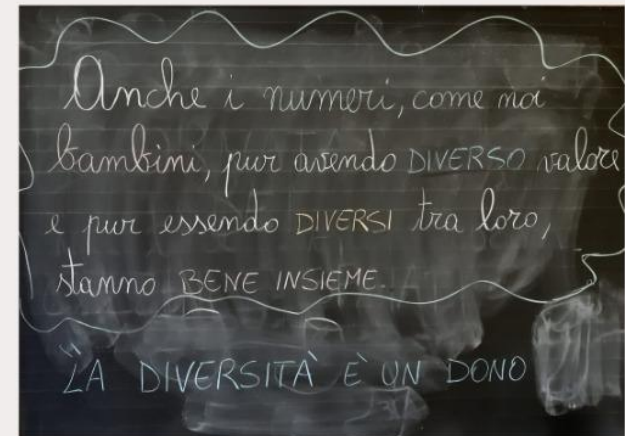 Anche i numeri, come noi
bambini, pur avendo DIVERSO valore
e pur essendo DIVERSI tra loro,
stanno BENE INSIEME.
"LA DIVERSITÀ È UN DONO